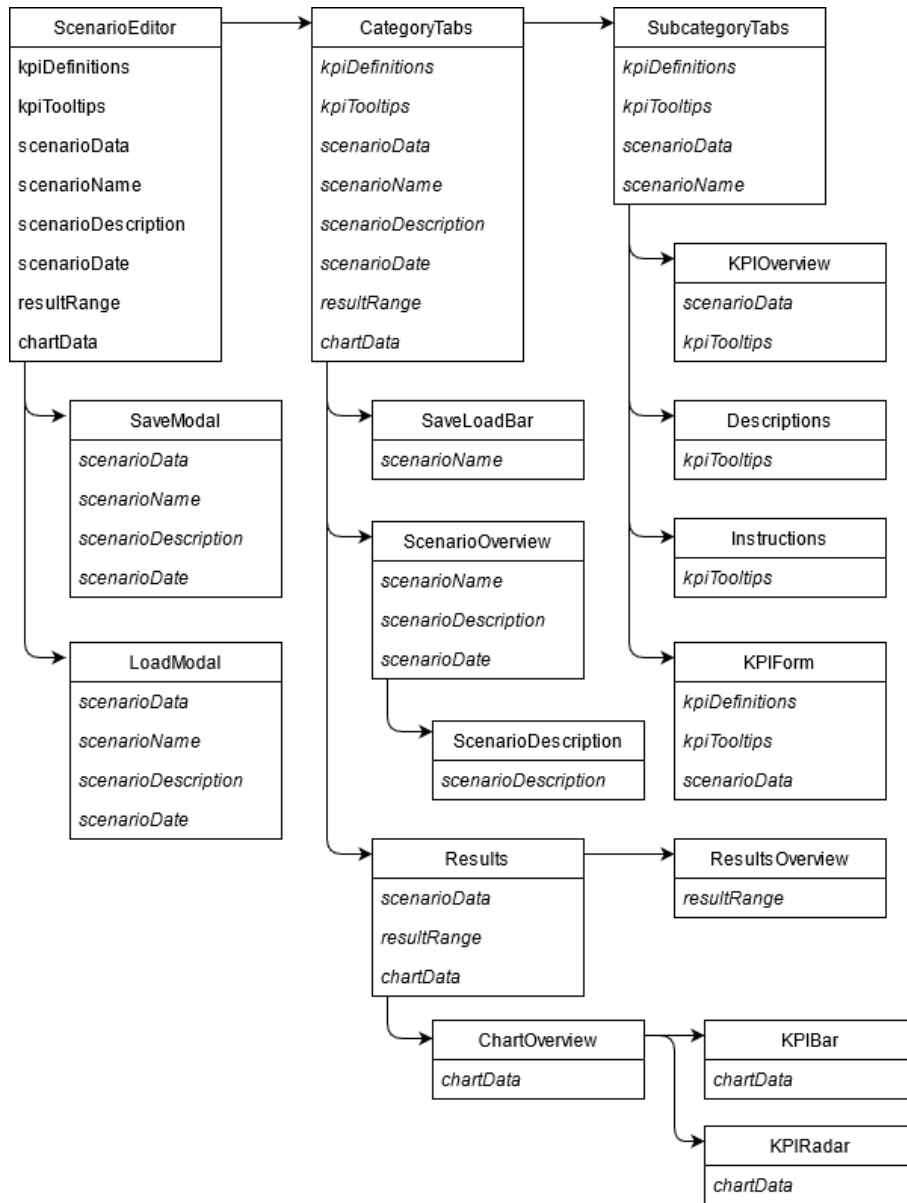 ScenarioEditor
kpiDefinitions
kpiTooltips
scenarioData
scenarioName
scenarioDescription
scenarioDate
resultRange
chartData
CategoryTabs
kpiDefinitions
kpiTooltips
scenarioData
scenarioName
scenarioDescription
scenarioDate
resultRange
chartData
SubcategoryTabs
kpiDefinitions
kpiTooltips
scenarioData
scenarioName
SaveModal
scenarioData
scenarioName
scenarioDescription
scenarioDate
LoadModal
scenarioData
scenarioName
scenarioDescription
scenarioDate
SaveLoadBar
scenarioName
ScenarioOverview
scenarioName
scenarioDescription
scenarioDate
ScenarioDescription
scenarioDescription
KPIOverview
scenarioData
kpiTooltips
Descriptions
kpiTooltips
Instructions
kpiTooltips
KPIForm
kpiDefinitions
kpiTooltips
scenarioData
Results
scenarioData
resultRange
chartData
ResultsOverview
resultRange
ChartOverview
chartData
KPIBar
chartData
KPIRadar
chartData